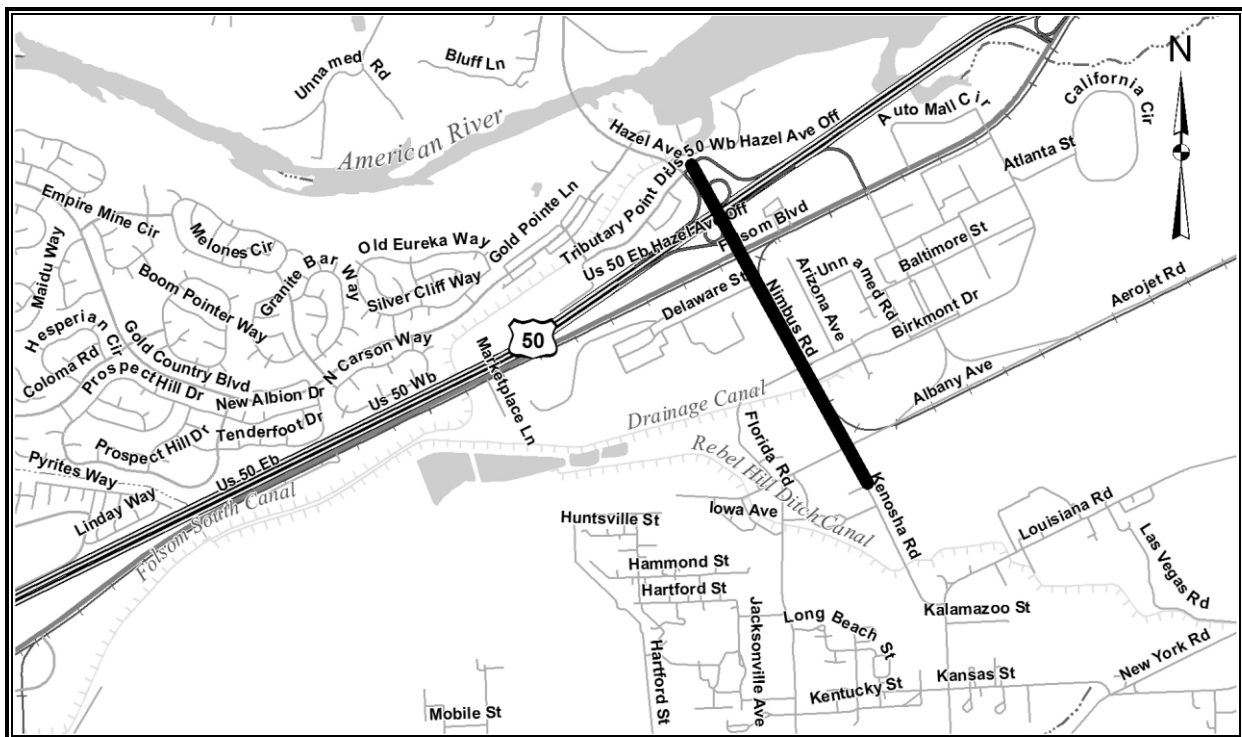 Unnamed Rd
Bluff Ln
N
American River
Hazel Ave
Us 50 Wb Hazel Ave Off
Auto Mall Cir
California Cir
Atlanta St
Empire Mine Cir
Melones Cir
Maidu Way
Old Eureka Way
Gold Pointe Ln
Tributary Point Dr
Us 50 Eb Hazel Ave Off
Folsom Blvd
Granite Bar Way
Silver Cliff Way
Boom Pointer Way
Delaware St
Arizona Ave
Unnamed Rd
Baltimore St
Nimbus Rd
Birkmont Dr
Aerojet Rd
Hesperian Cir
Coloma Rd
Prospect Hill Dr
Gold Country Blvd
New Albion Dr
N Carson Way
Us 50 Wb
50
Marketplace Ln
Albany Ave
Drainage Canal
Florida Rd
Tenderfoot Dr
Prospect Hill Dr
Pyrites Way
Us 50 Eb
Linday Way
Folsom South Canal
Rebel Hill Ditch Canal
Kenosha Rd
Louisiana Rd
Las Vegas Rd
Huntsville St
Iowa Ave
Hammond St
Hartford St
Jacksonville Ave
Long Beach St
Kalamazoo St
New York Rd
Hartford St
Kentucky St
Kansas St
Mobile St